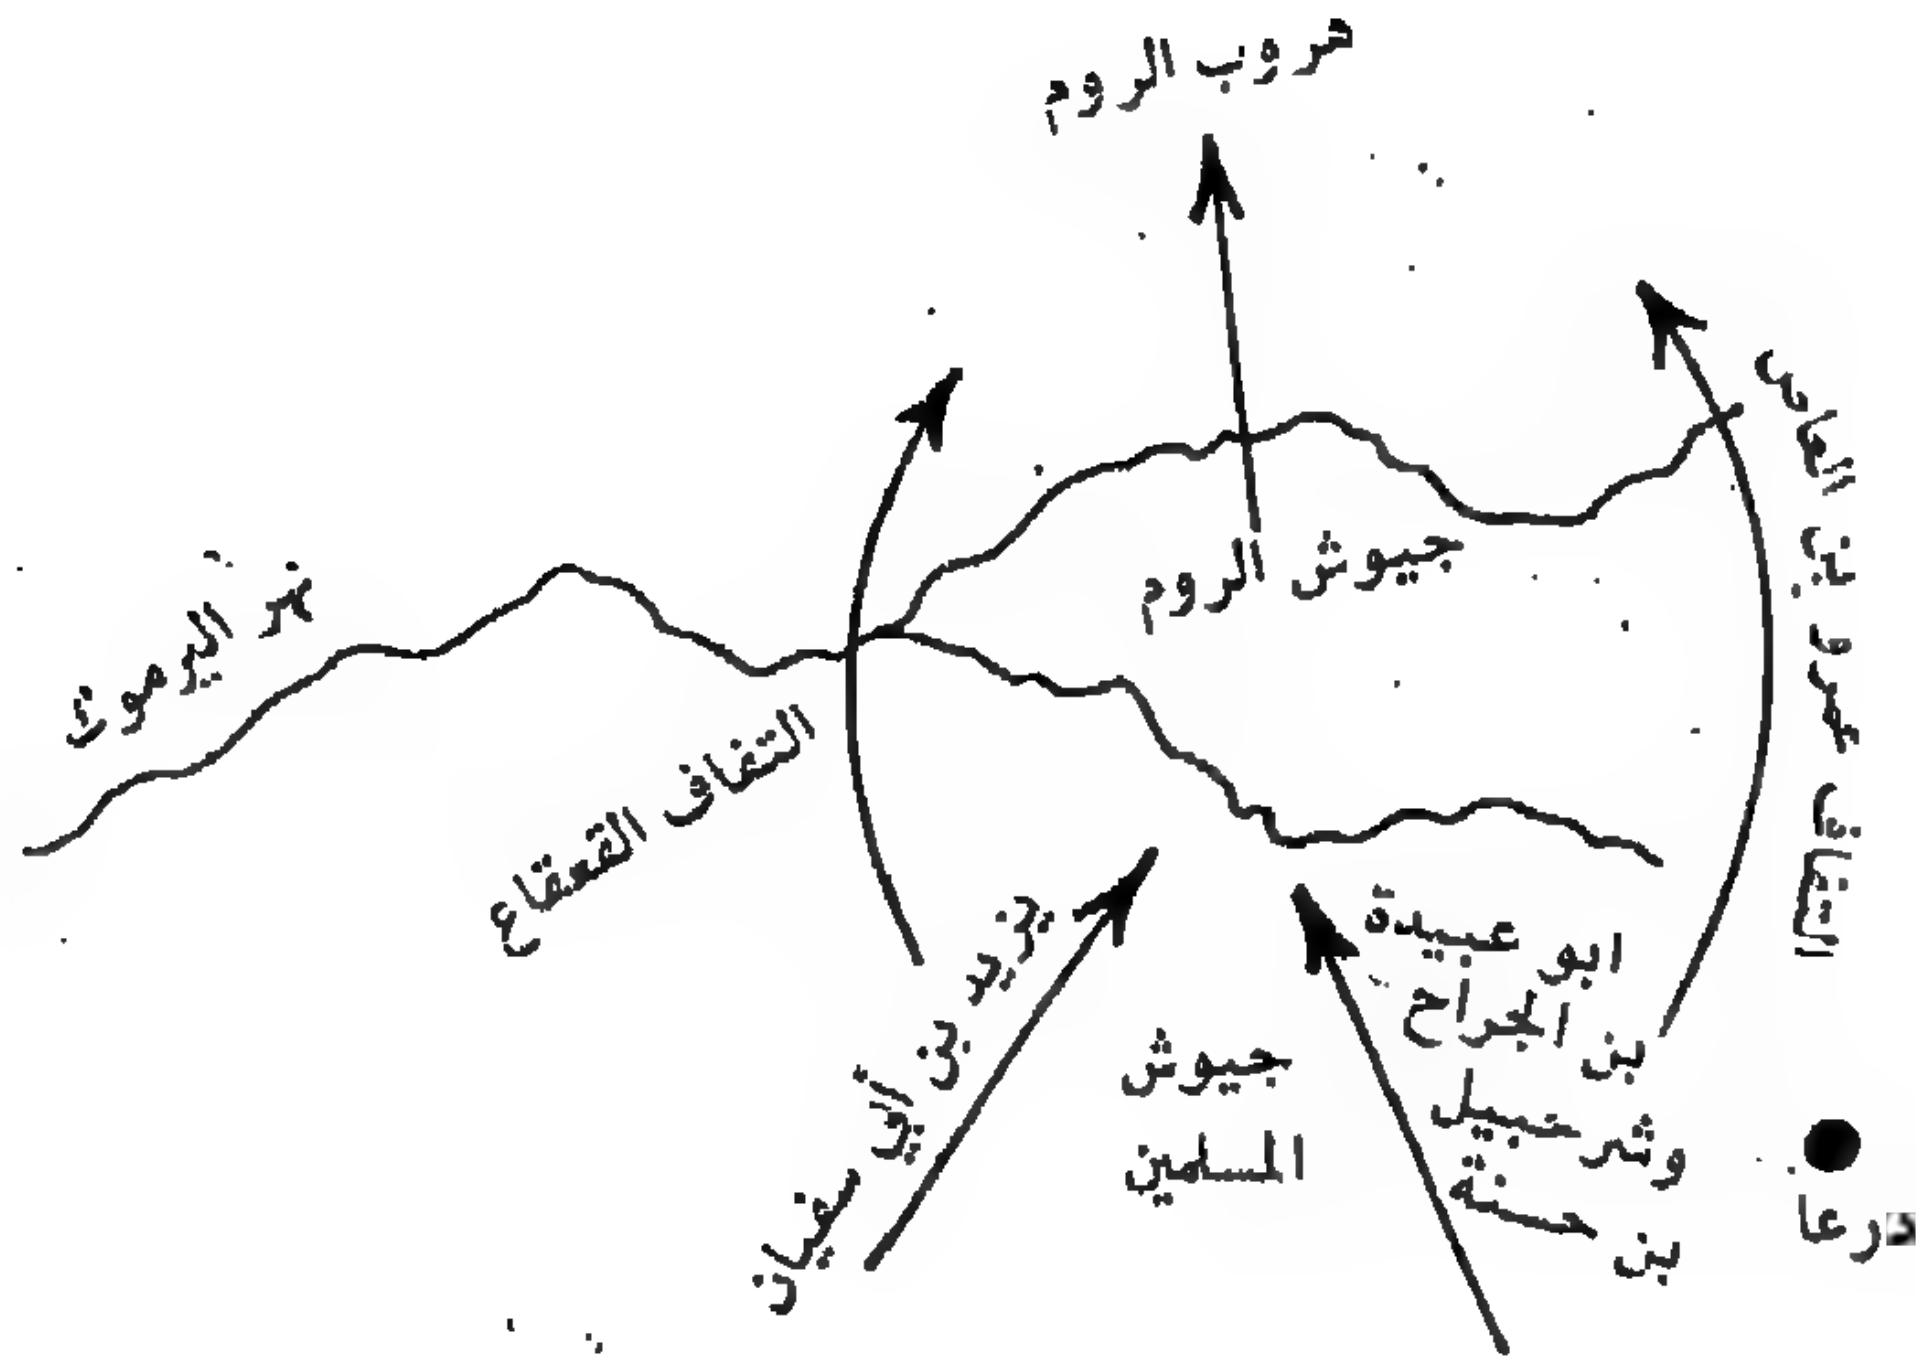 هروب الروم
جيوش الروم
نهر اليرموك
التفاف القعقاع
التفاف عمرو بن العاص
يزيد بن أبي سفيان
جيوش
المسلمين
ابو عبيدة
بن الجراح
وشرحبيل
بن حسنة
درعا